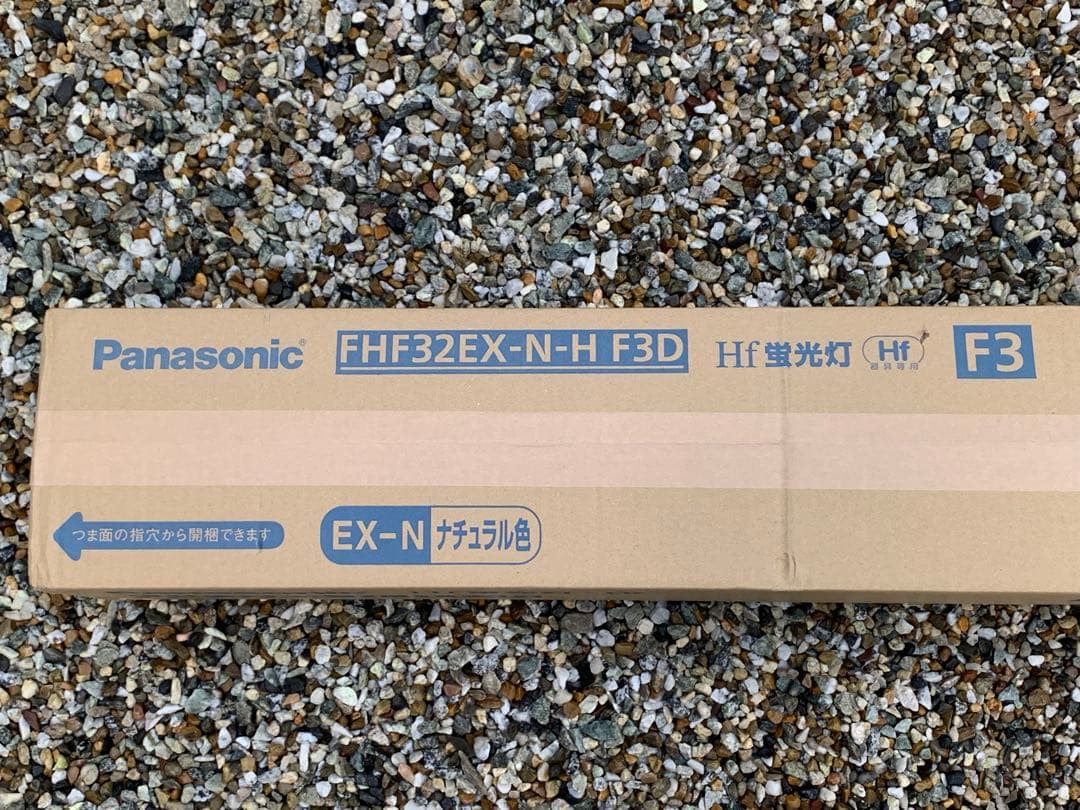 Panasonic® FHF32EX-N-H F3D Hf 蛍光灯 Hf 器具専用 F3
つま面の指穴から開梱できます EX-N ナチュラル色